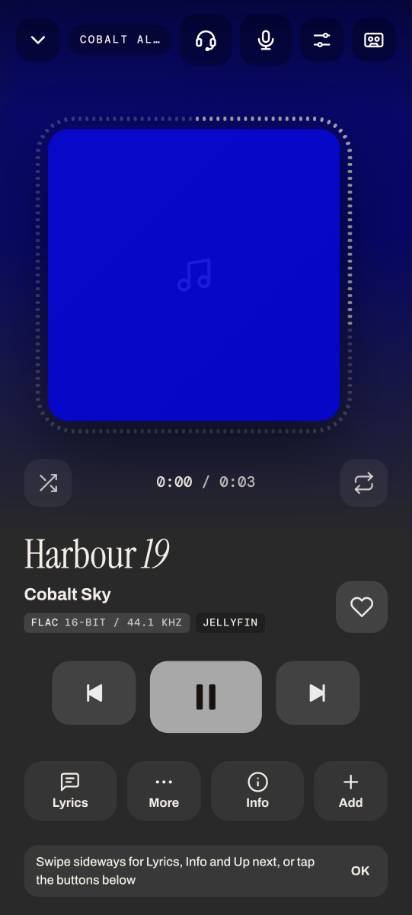 COBALT AL…
0:00 / 0:03
Harbour 19
Cobalt Sky
FLAC 16-BIT / 44.1 KHZ JELLYFIN
Lyrics More Info Add
Swipe sideways for Lyrics, Info and Up next, or tap
the buttons below
OK